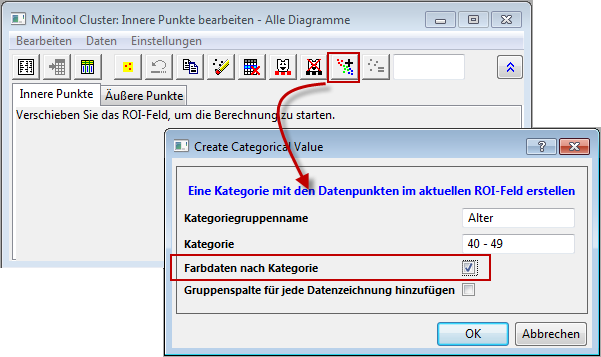 Minitool Cluster: Innere Punkte bearbeiten - Alle Diagramme
Bearbeiten Daten Einstellungen
Innere Punkte Äußere Punkte
Verschieben Sie das ROI-Feld, um die Berechnung zu starten.
Create Categorical Value
Eine Kategorie mit den Datenpunkten im aktuellen ROI-Feld erstellen
Kategoriegruppenname Alter
Kategorie 40 - 49
Farbdaten nach Kategorie
Gruppenspalte für jede Datenzeichnung hinzufügen
OK Abbrechen